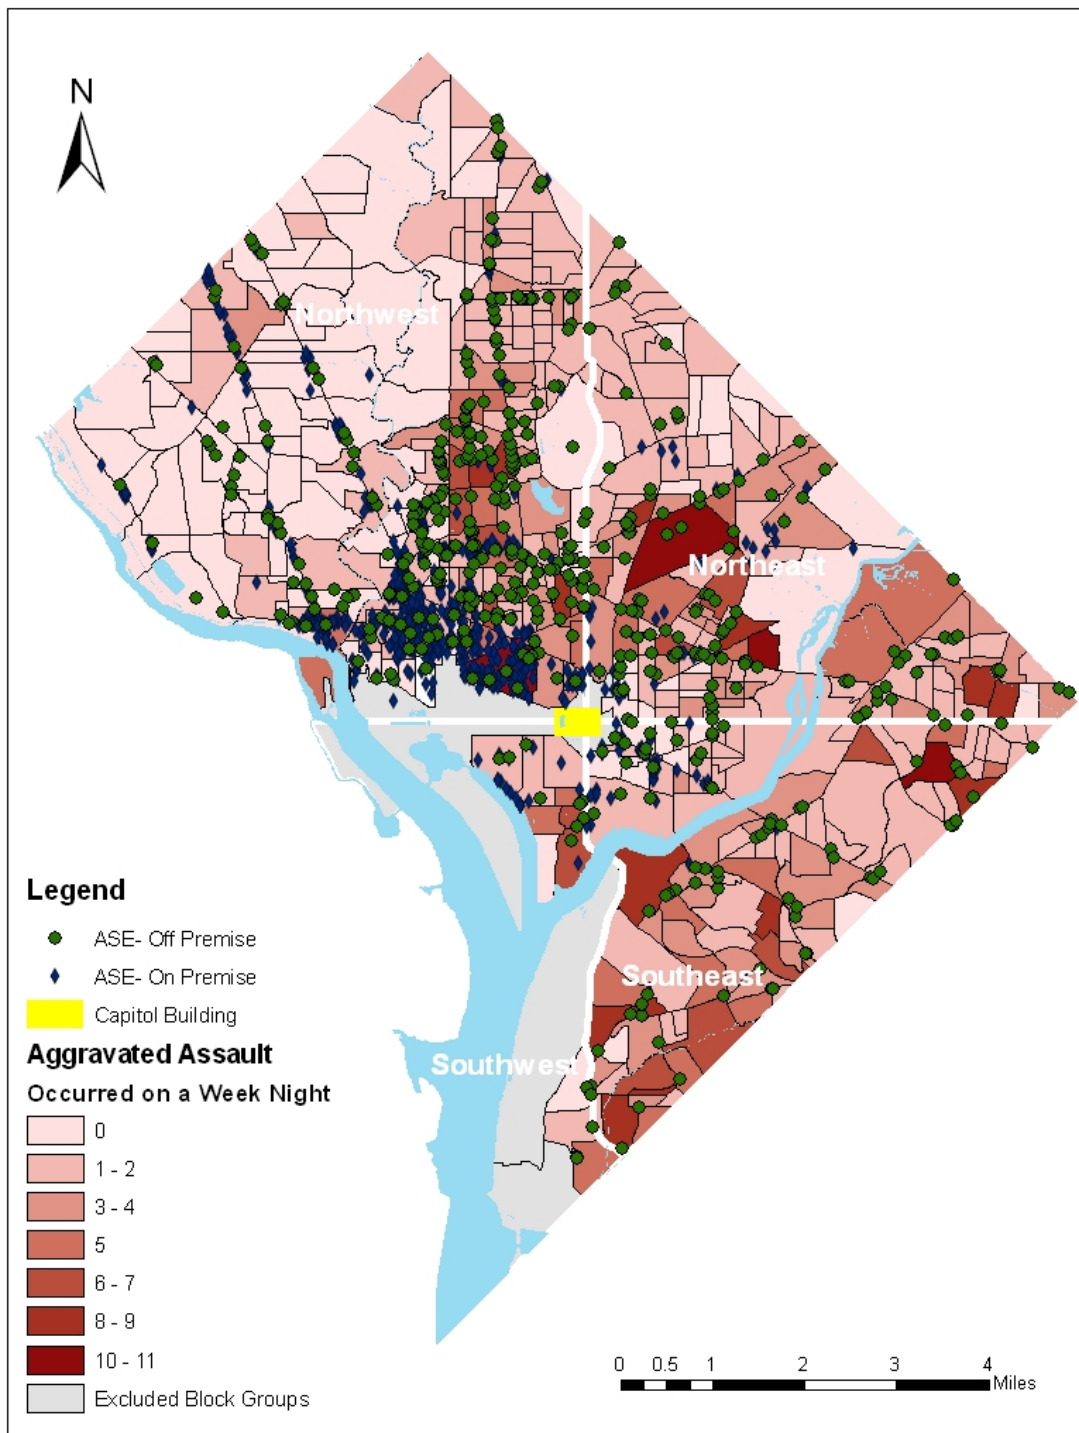 N
Northwest
Northeast
Southeast
Southwest
Legend
ASE- Off Premise
ASE- On Premise
Capitol Building
Aggravated Assault
Occurred on a Week Night
0
1 - 2
3 - 4
5
6 - 7
8 - 9
10 - 11
Excluded Block Groups
0 0.5 1 2 3 4
Miles